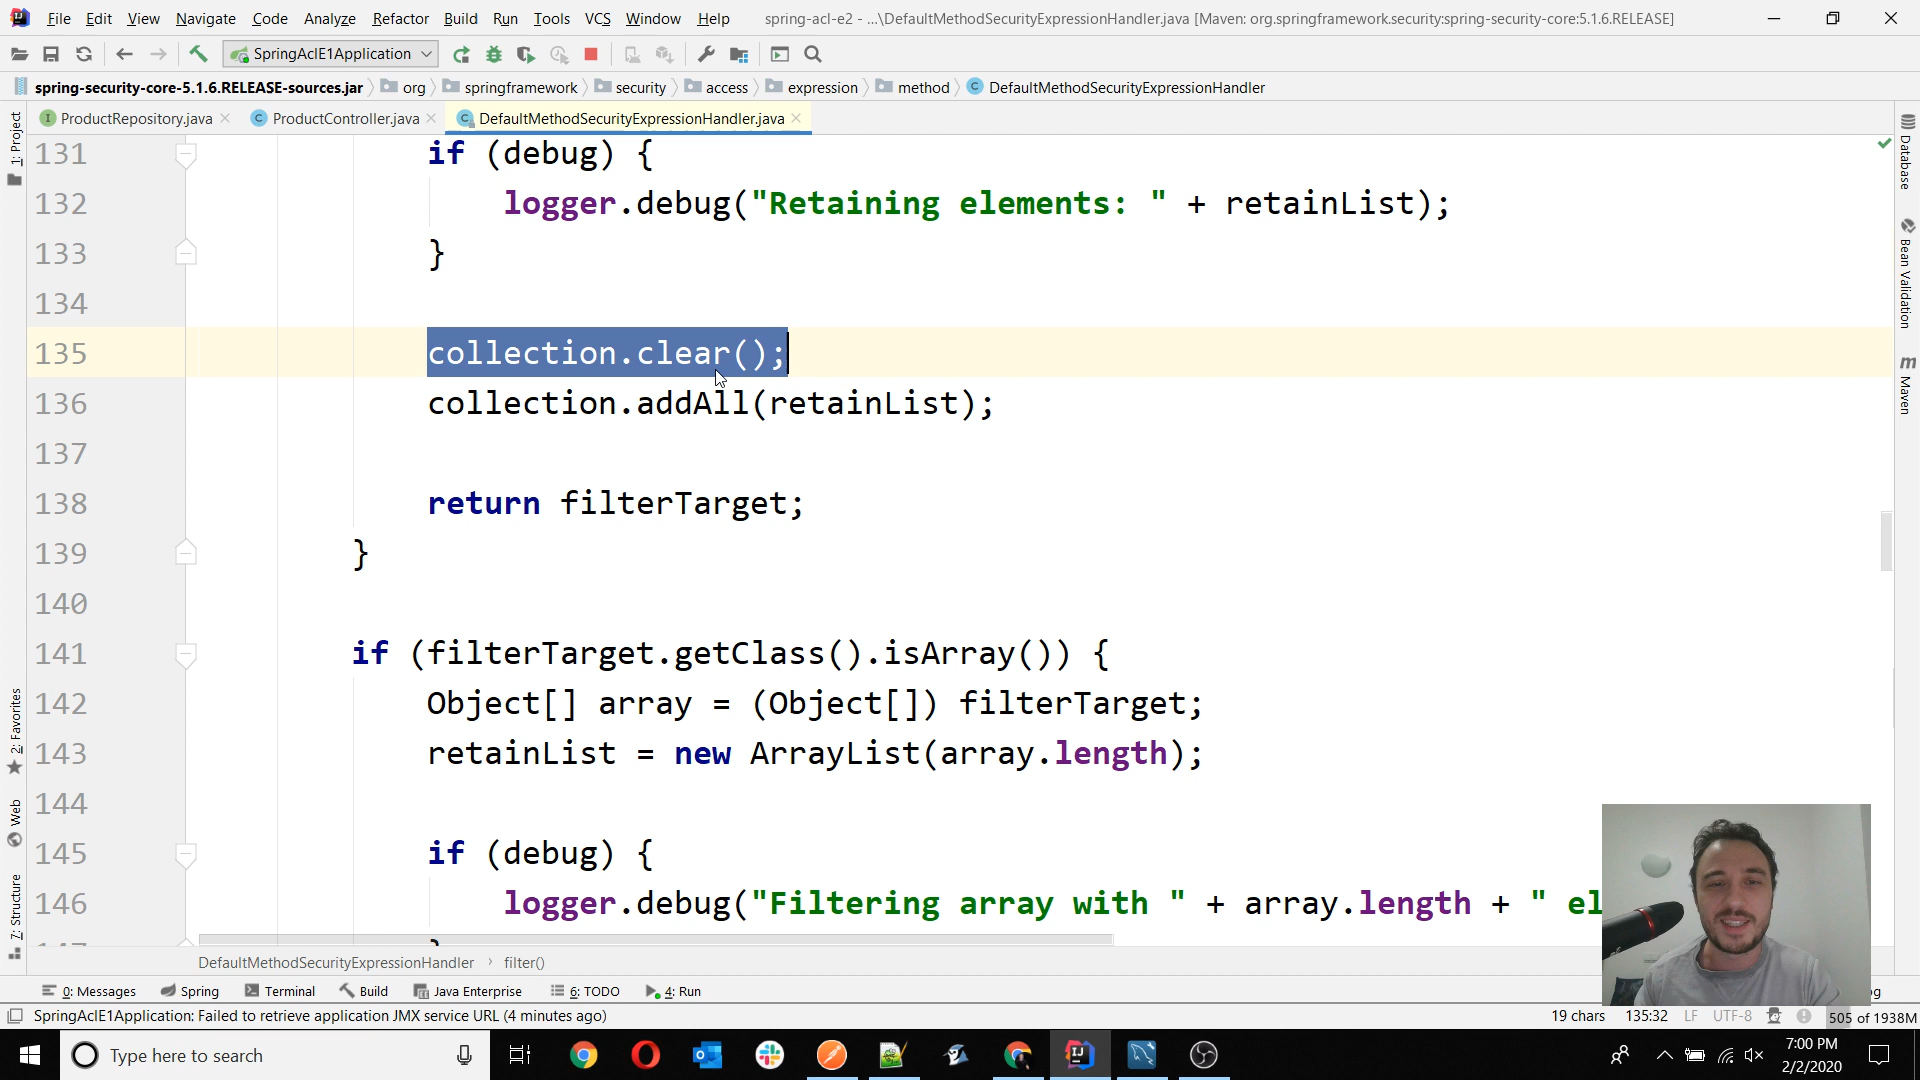 File Edit View Navigate Code Analyze Refactor Build Run Tools VCS Window Help spring-acl-e2 - ...\DefaultMethodSecurityExpressionHandler.java [Maven: org.springframework.security:spring-security-core:5.1.6.RELEASE]
SpringAclE1Application
spring-security-core-5.1.6.RELEASE-sources.jar org springframework security access expression method DefaultMethodSecurityExpressionHandler
ProductRepository.java ProductController.java DefaultMethodSecurityExpressionHandler.java
1: Project
2: Favorites
Web
7: Structure
131 if (debug) {
132 logger.debug("Retaining elements: " + retainList);
133 }
134
135 collection.clear();
136 collection.addAll(retainList);
137
138 return filterTarget;
139 }
140
141 if (filterTarget.getClass().isArray()) {
142 Object[] array = (Object[]) filterTarget;
143 retainList = new ArrayList(array.length);
144
145 if (debug) {
146 logger.debug("Filtering array with " + array.length + " el
147 }
Database
Bean Validation
Maven
DefaultMethodSecurityExpressionHandler › filter()
0: Messages Spring Terminal Build Java Enterprise 6: TODO 4: Run
SpringAclE1Application: Failed to retrieve application JMX service URL (4 minutes ago) 19 chars 135:32 LF UTF-8 505 of 1938M
Type here to search
7:00 PM
2/2/2020